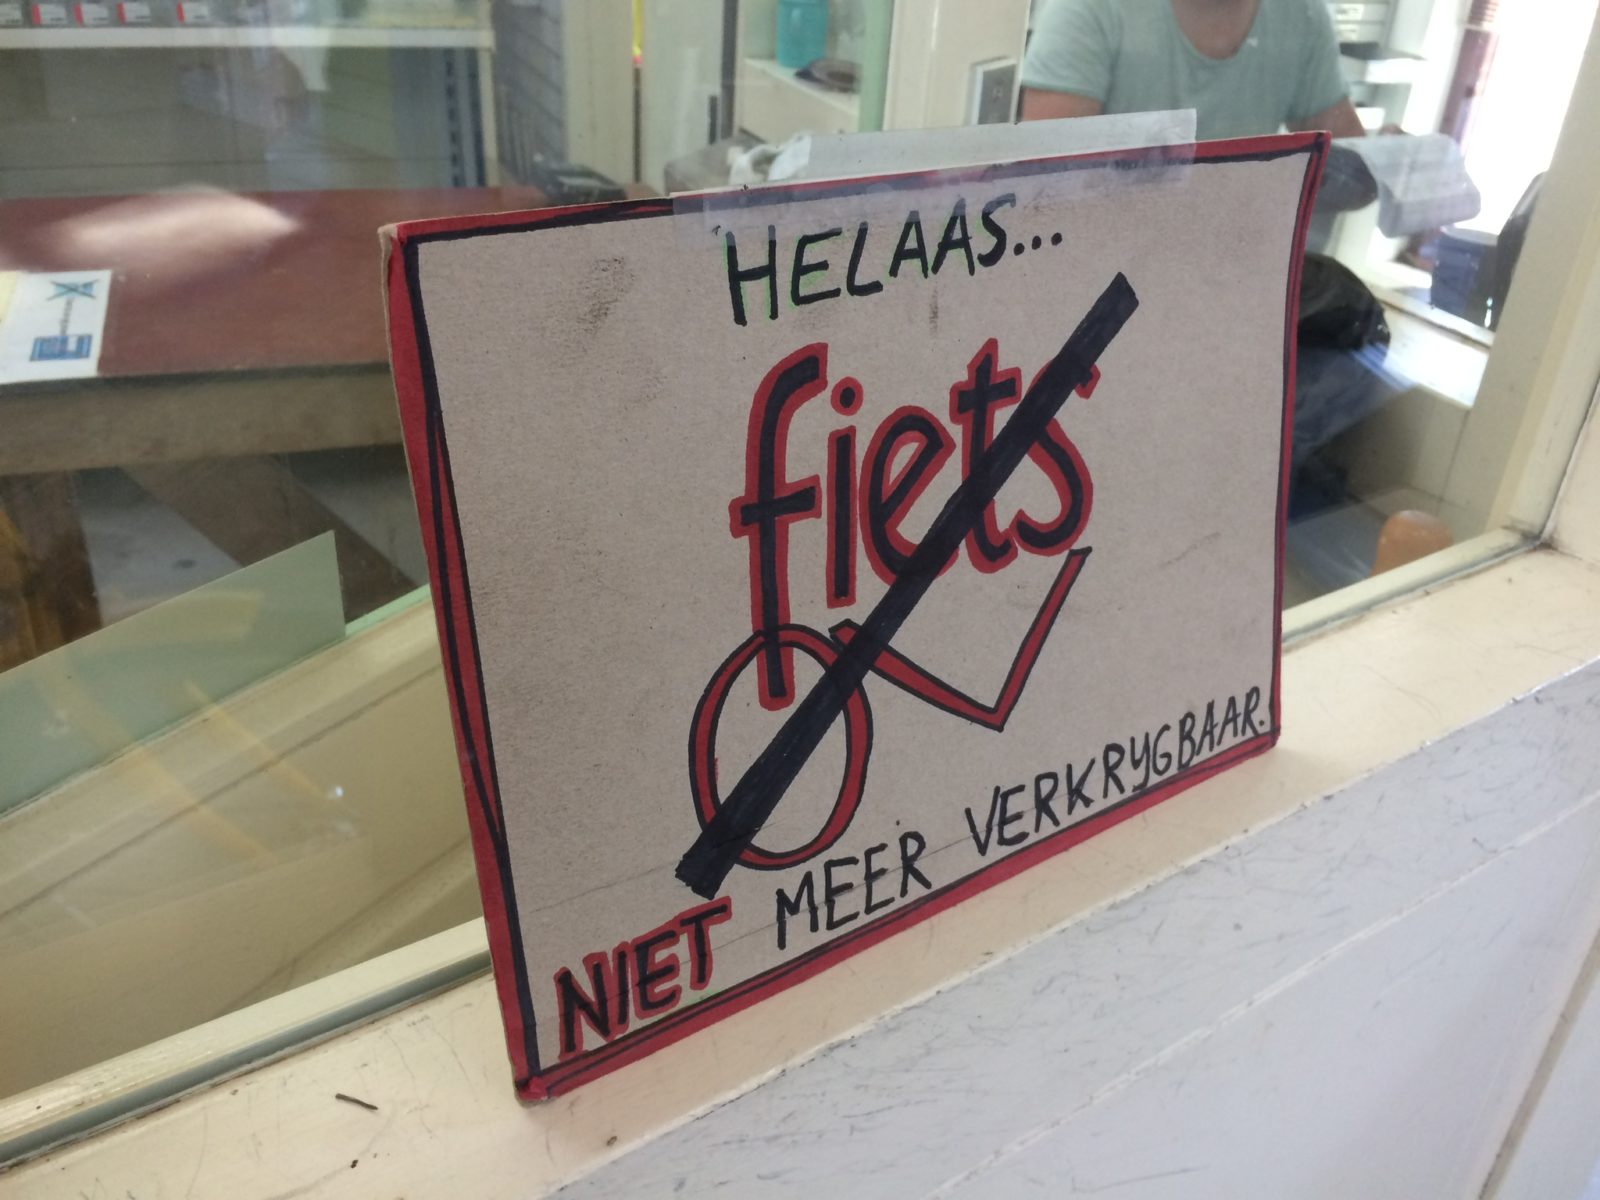 HELAAS...
fiets
NIET MEER VERKRYGBAAR.